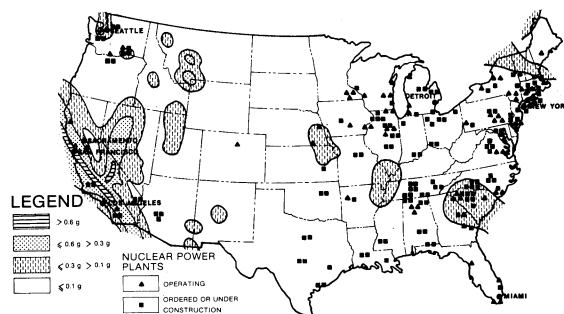 SEATTLE
DETROIT
NEW YORK
SACRAMENTO
SAN FRANCISCO
LOS ANGELES
MIAMI
LEGEND
> 0.6 g
⩽ 0.6 g > 0.3 g
⩽ 0.3 g > 0.1 g
⩽ 0.1 g
NUCLEAR POWER
PLANTS
OPERATING
ORDERED OR UNDER
CONSTRUCTION